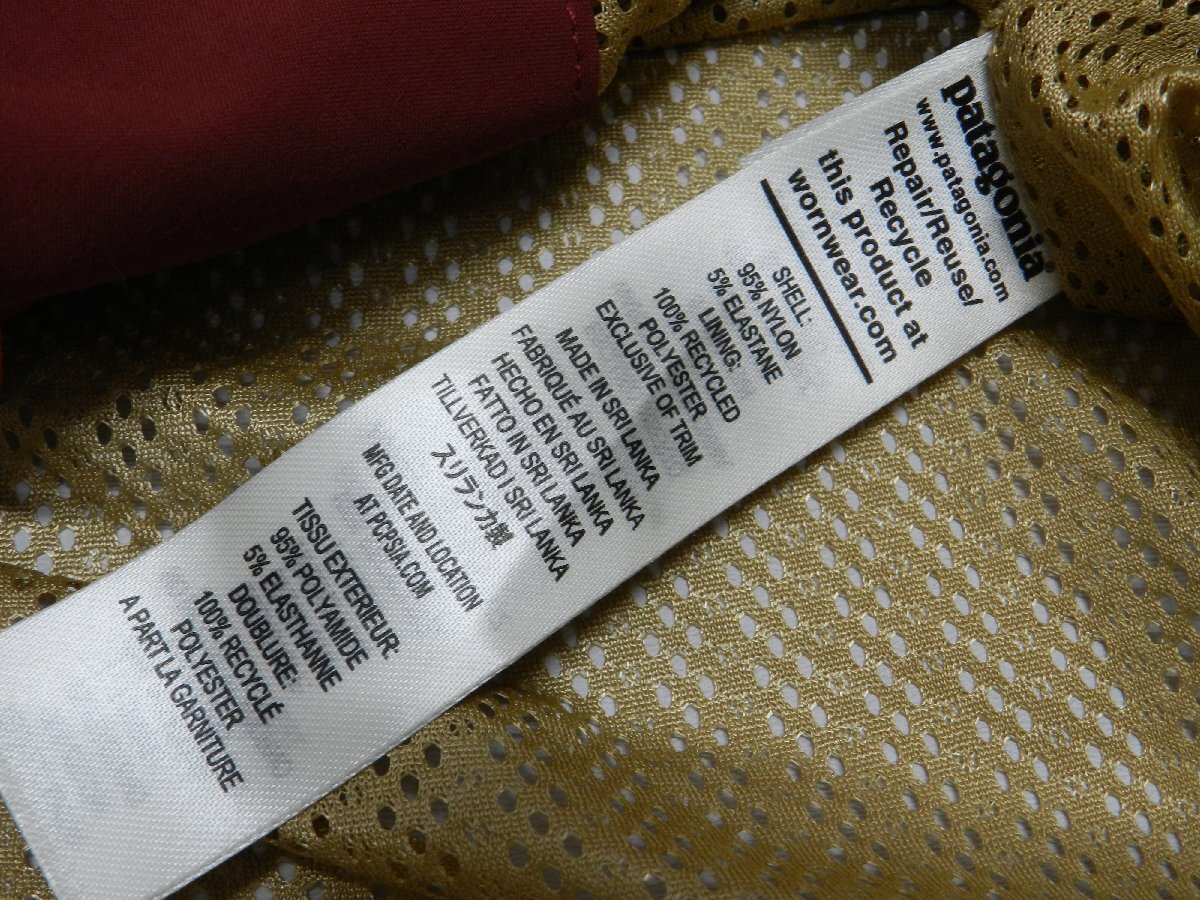 patagonia®
www.patagonia.com
Repair/Reuse/
Recycle
this product at
wornwear.com
SHELL:
95% NYLON
5% ELASTANE
LINING:
100% RECYCLED
POLYESTER
EXCLUSIVE OF TRIM
MADE IN SRI LANKA
FABRIQUÉ AU SRI LANKA
HECHO EN SRI LANKA
FATTO IN SRI LANKA
TILLVERKAD I SRI LANKA
スリランカ製
MFG DATE AND LOCATION
AT PCPSIA.COM
TISSU EXTERIEUR:
95% POLYAMIDE
5% ELASTHANNE
DOUBLURE:
100% RECYCLÉ
POLYESTER
A PART LA GARNITURE